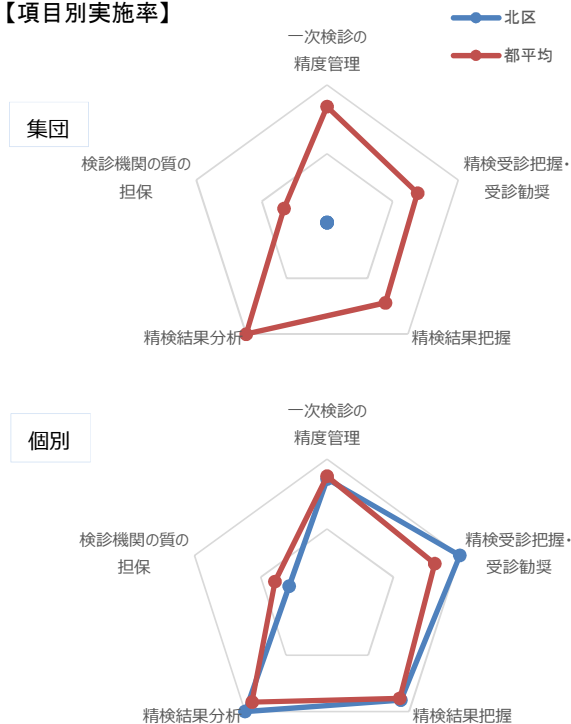 【項目別実施率】
北区
都平均
集団
一次検診の
精度管理
精検受診把握・
受診勧奨
精検結果把握
精検結果分析
検診機関の質の
担保
個別
一次検診の
精度管理
精検受診把握・
受診勧奨
精検結果把握
精検結果分析
検診機関の質の
担保